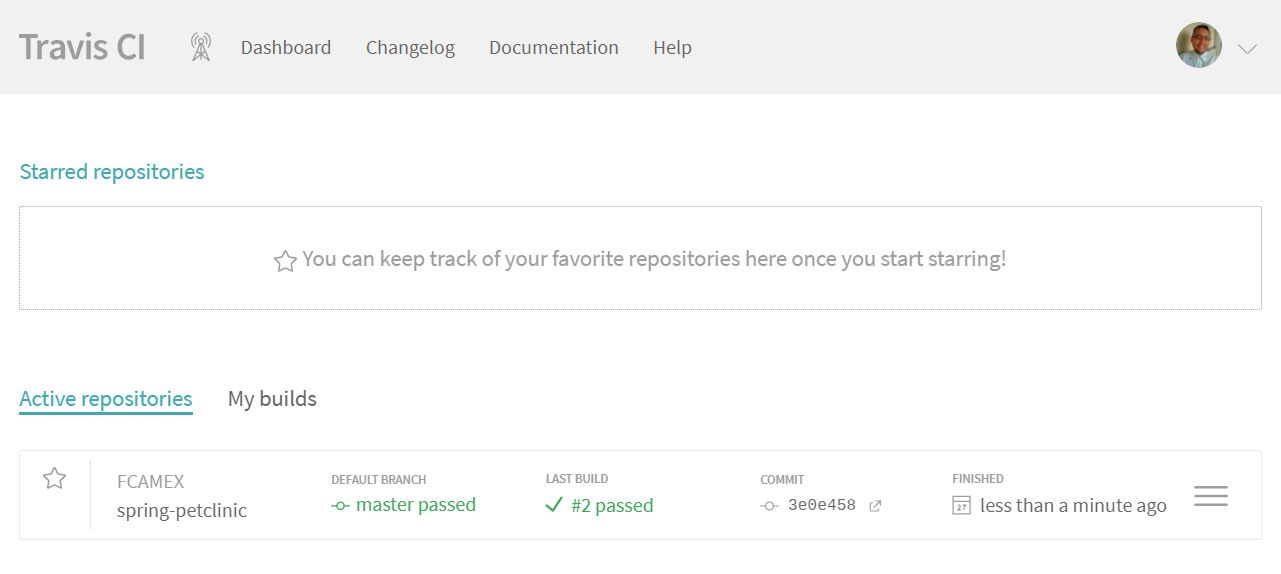 Travis CI Dashboard Changelog Documentation Help
Starred repositories
You can keep track of your favorite repositories here once you start starring!
Active repositories My builds
FCAMEX DEFAULT BRANCH LAST BUILD COMMIT FINISHED
spring-petclinic master passed #2 passed 3e0e458 27 less than a minute ago